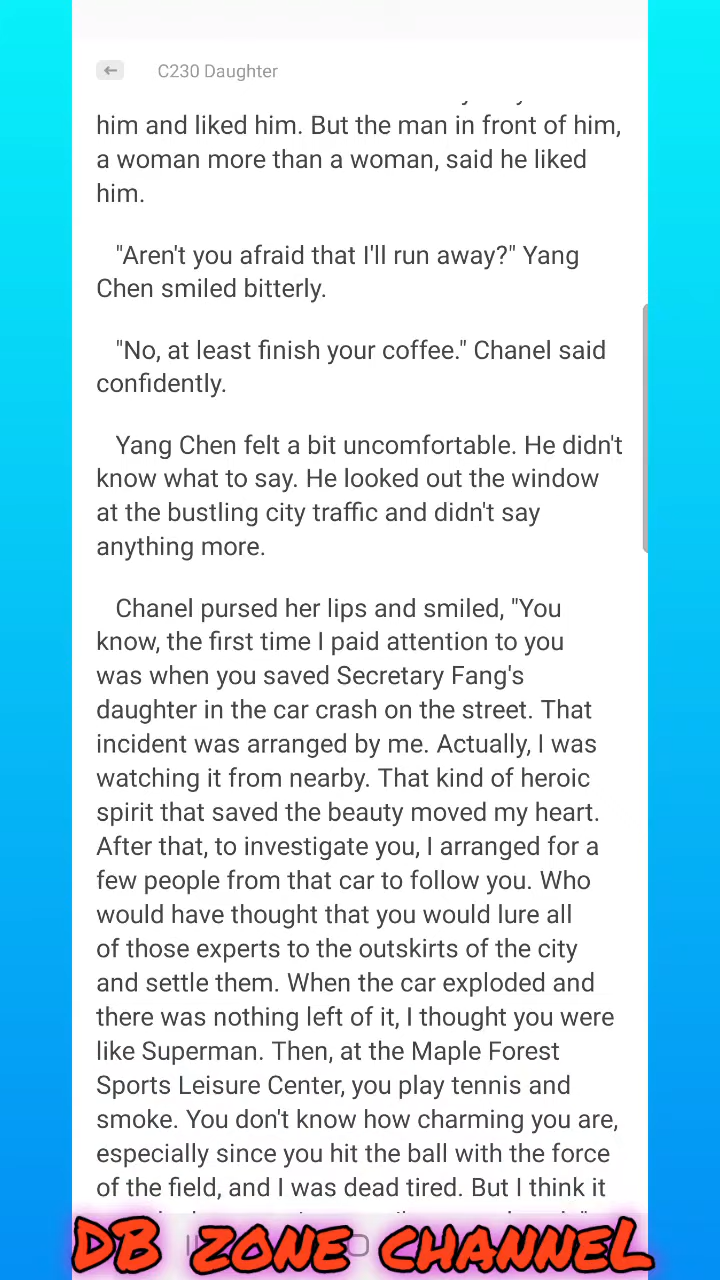 C230 Daughter
him and liked him. But the man in front of him,
a woman more than a woman, said he liked
him.
"Aren't you afraid that I'll run away?" Yang
Chen smiled bitterly.
"No, at least finish your coffee." Chanel said
confidently.
Yang Chen felt a bit uncomfortable. He didn't
know what to say. He looked out the window
at the bustling city traffic and didn't say
anything more.
Chanel pursed her lips and smiled, "You
know, the first time I paid attention to you
was when you saved Secretary Fang's
daughter in the car crash on the street. That
incident was arranged by me. Actually, I was
watching it from nearby. That kind of heroic
spirit that saved the beauty moved my heart.
After that, to investigate you, I arranged for a
few people from that car to follow you. Who
would have thought that you would lure all
of those experts to the outskirts of the city
and settle them. When the car exploded and
there was nothing left of it, I thought you were
like Superman. Then, at the Maple Forest
Sports Leisure Center, you play tennis and
smoke. You don't know how charming you are,
especially since you hit the ball with the force
of the field, and I was dead tired. But I think it
DB ZONE CHANNEL